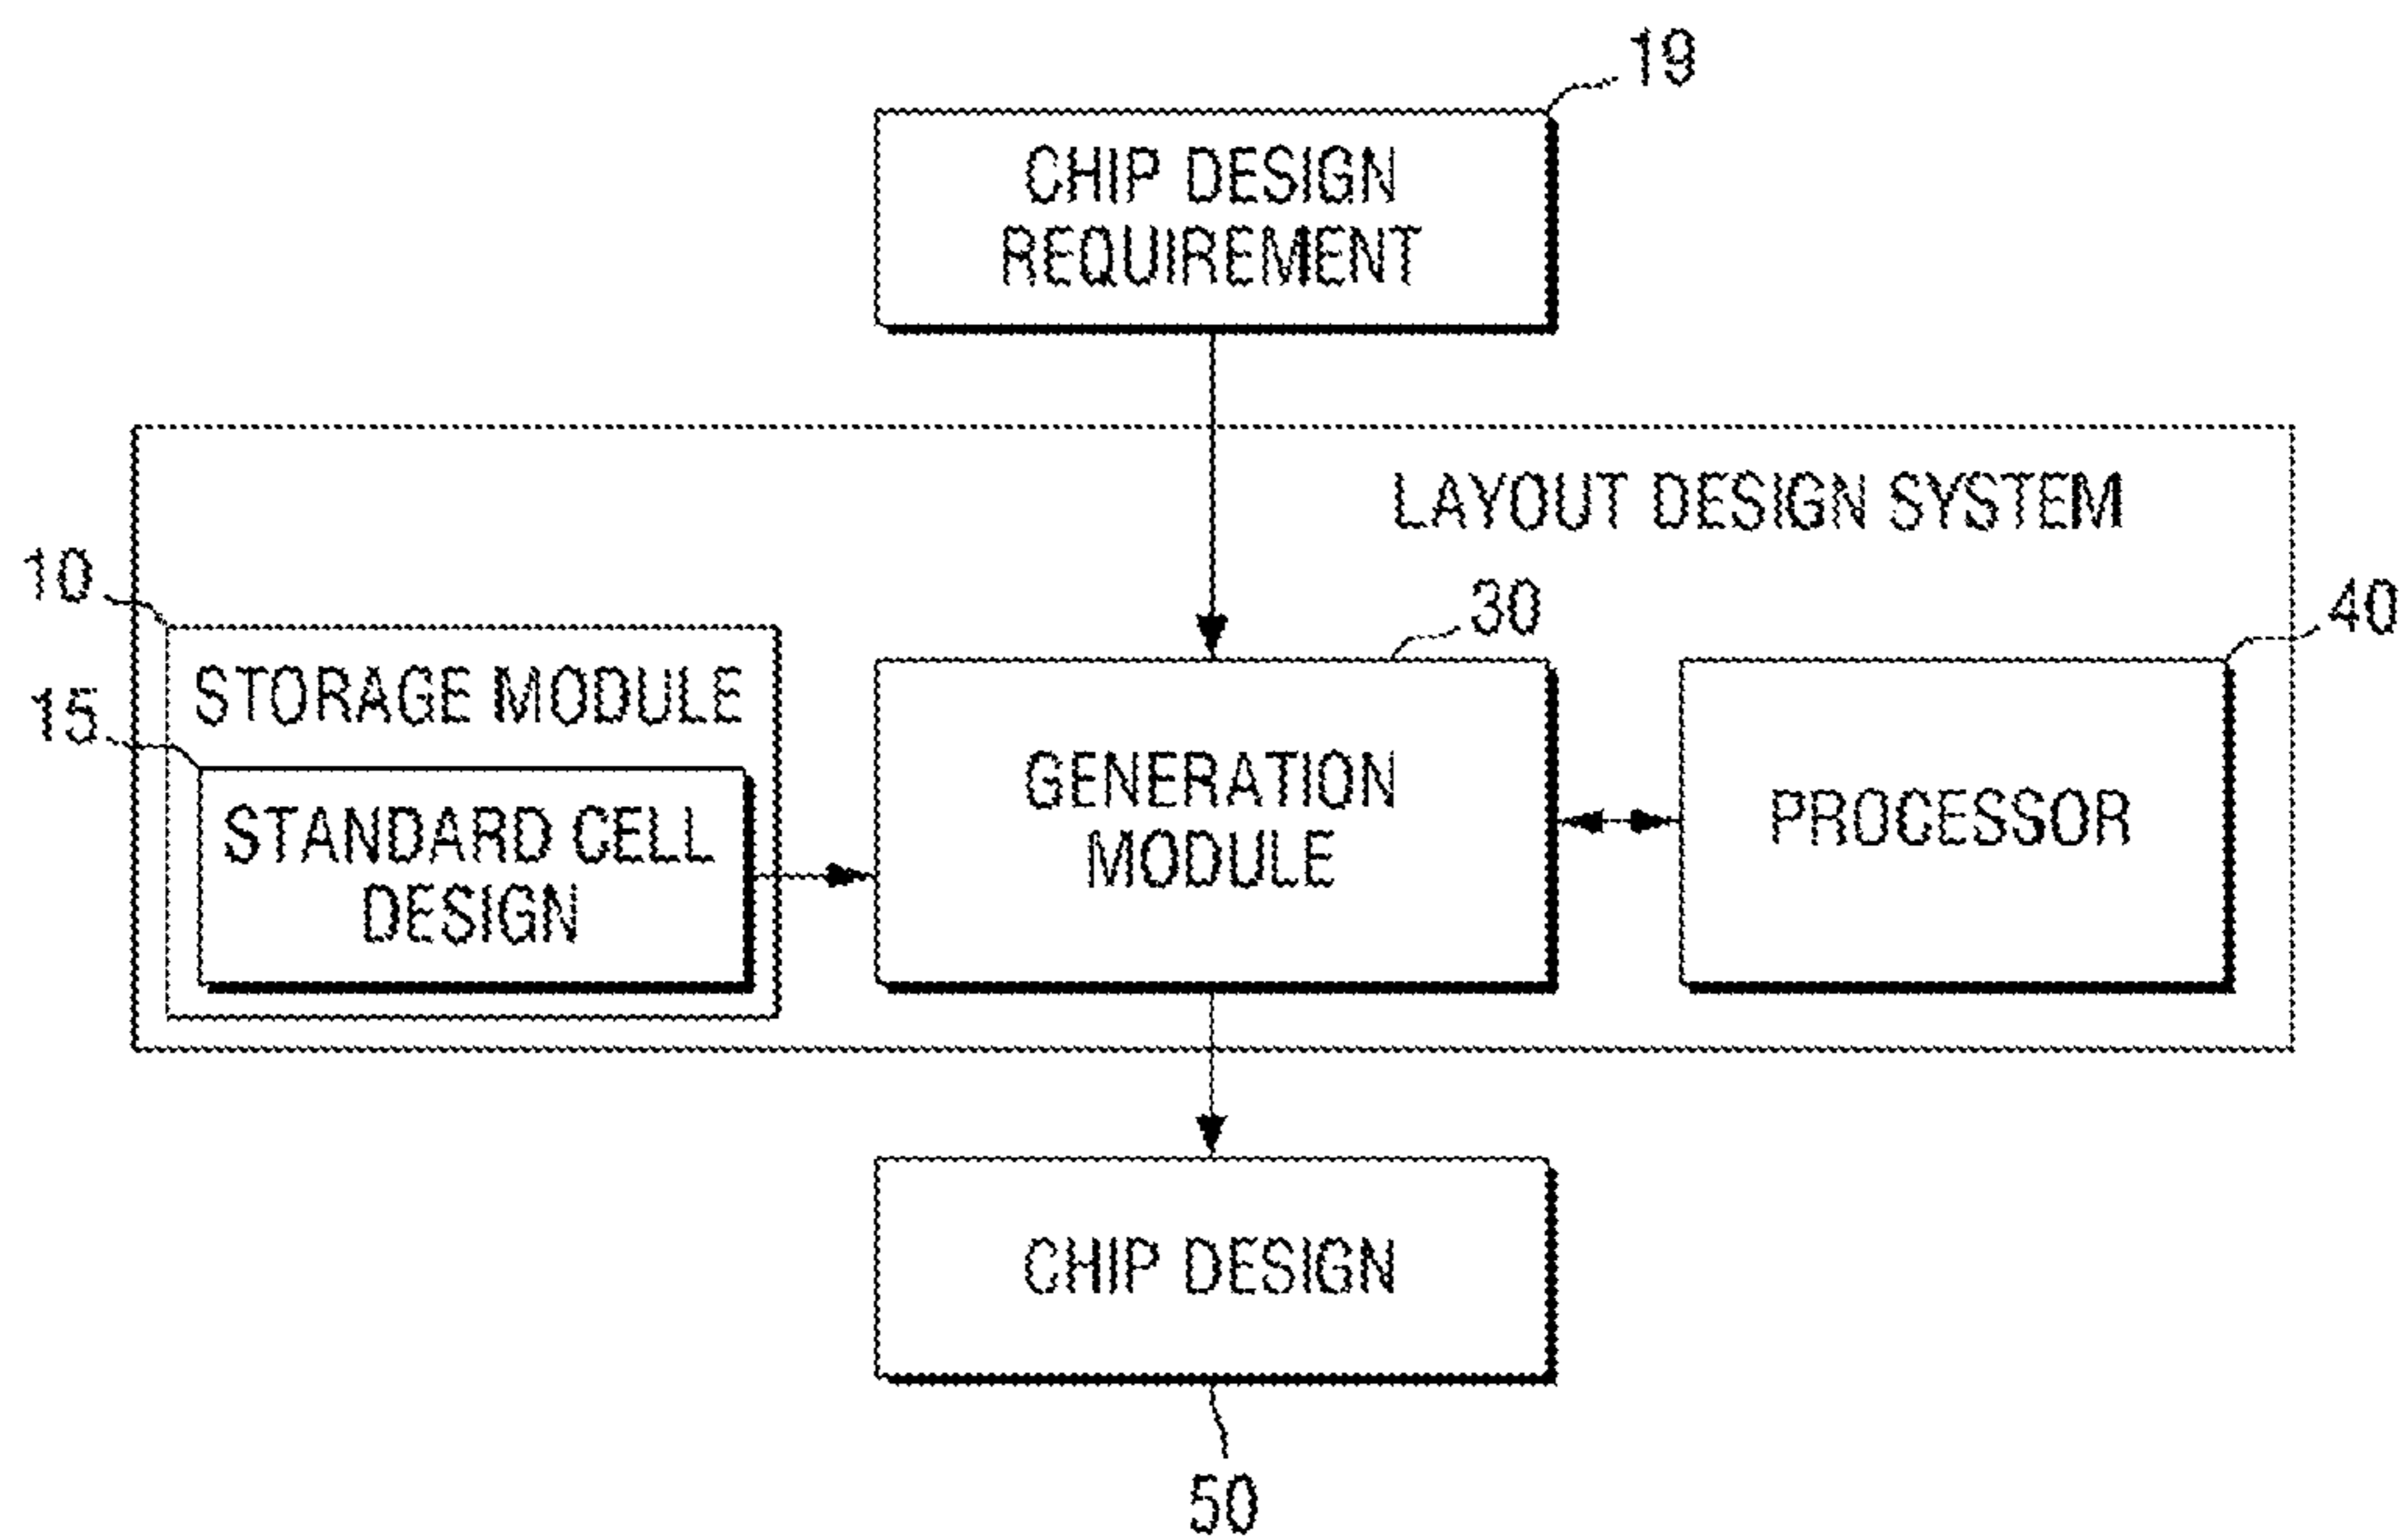 19
CHIP DESIGN
REQUIREMENT
LAYOUT DESIGN SYSTEM
10
30
40
STORAGE MODULE
15
STANDARD CELL
DESIGN
GENERATION
MODULE
PROCESSOR
CHIP DESIGN
50